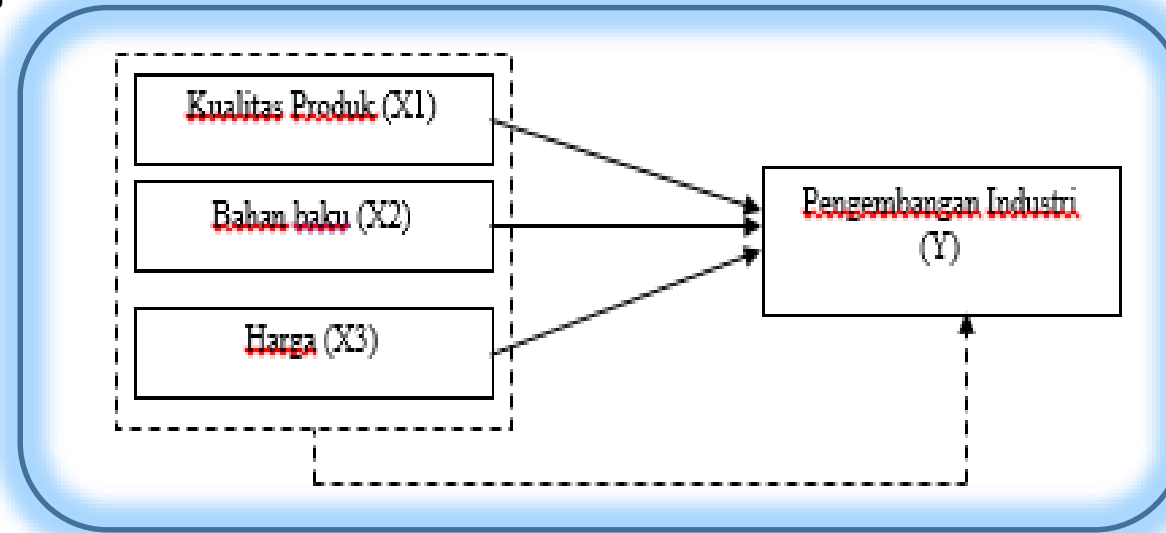 Kualitas Produk (X1)
Bahan baku (X2)
Harga (X3)
Pengembangan Industri
(Y)